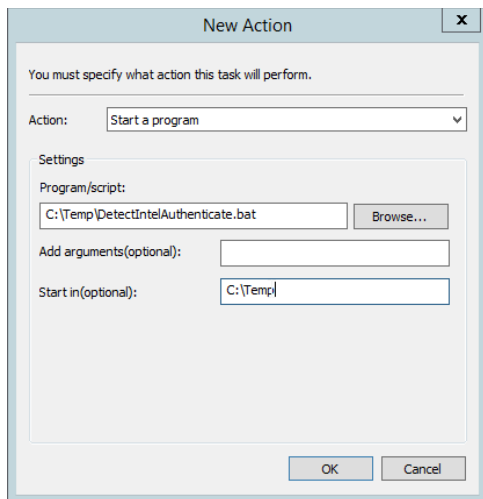 New Action
x
You must specify what action this task will perform.
Action: Start a program
Settings
Program/script:
C:\Temp\DetectIntelAuthenticate.bat Browse...
Add arguments(optional):
Start in(optional): C:\Temp
OK Cancel